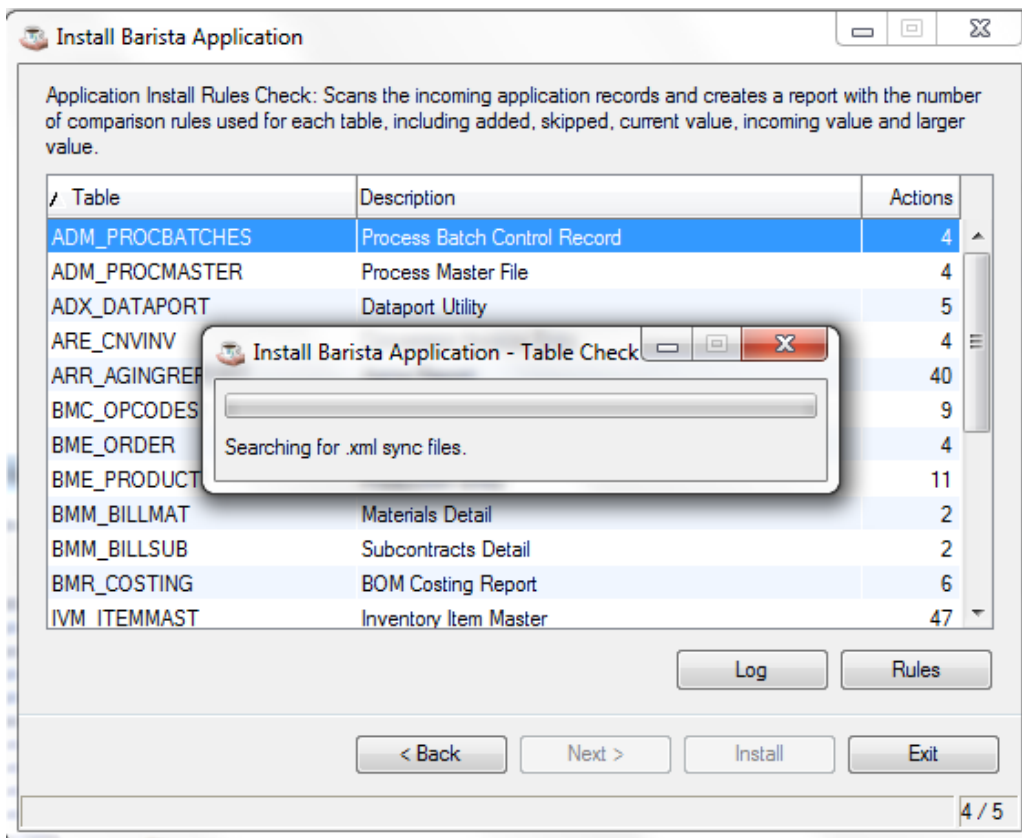 Install Barista Application
Application Install Rules Check: Scans the incoming application records and creates a report with the number
of comparison rules used for each table, including added, skipped, current value, incoming value and larger
value.
Table Description Actions
ADM_PROCBATCHES Process Batch Control Record 4
ADM_PROCMASTER Process Master File 4
ADX_DATAPORT Dataport Utility 5
ARE_CNVINV 4
Install Barista Application - Table Check
ARR_AGINGREP 40
BMC_OPCODES 9
BME_ORDER 4
Searching for .xml sync files.
BME_PRODUCT 11
BMM_BILLMAT Materials Detail 2
BMM_BILLSUB Subcontracts Detail 2
BMR_COSTING BOM Costing Report 6
IVM_ITEMMAST Inventory Item Master 47
Log Rules
< Back Next > Install Exit
4 / 5